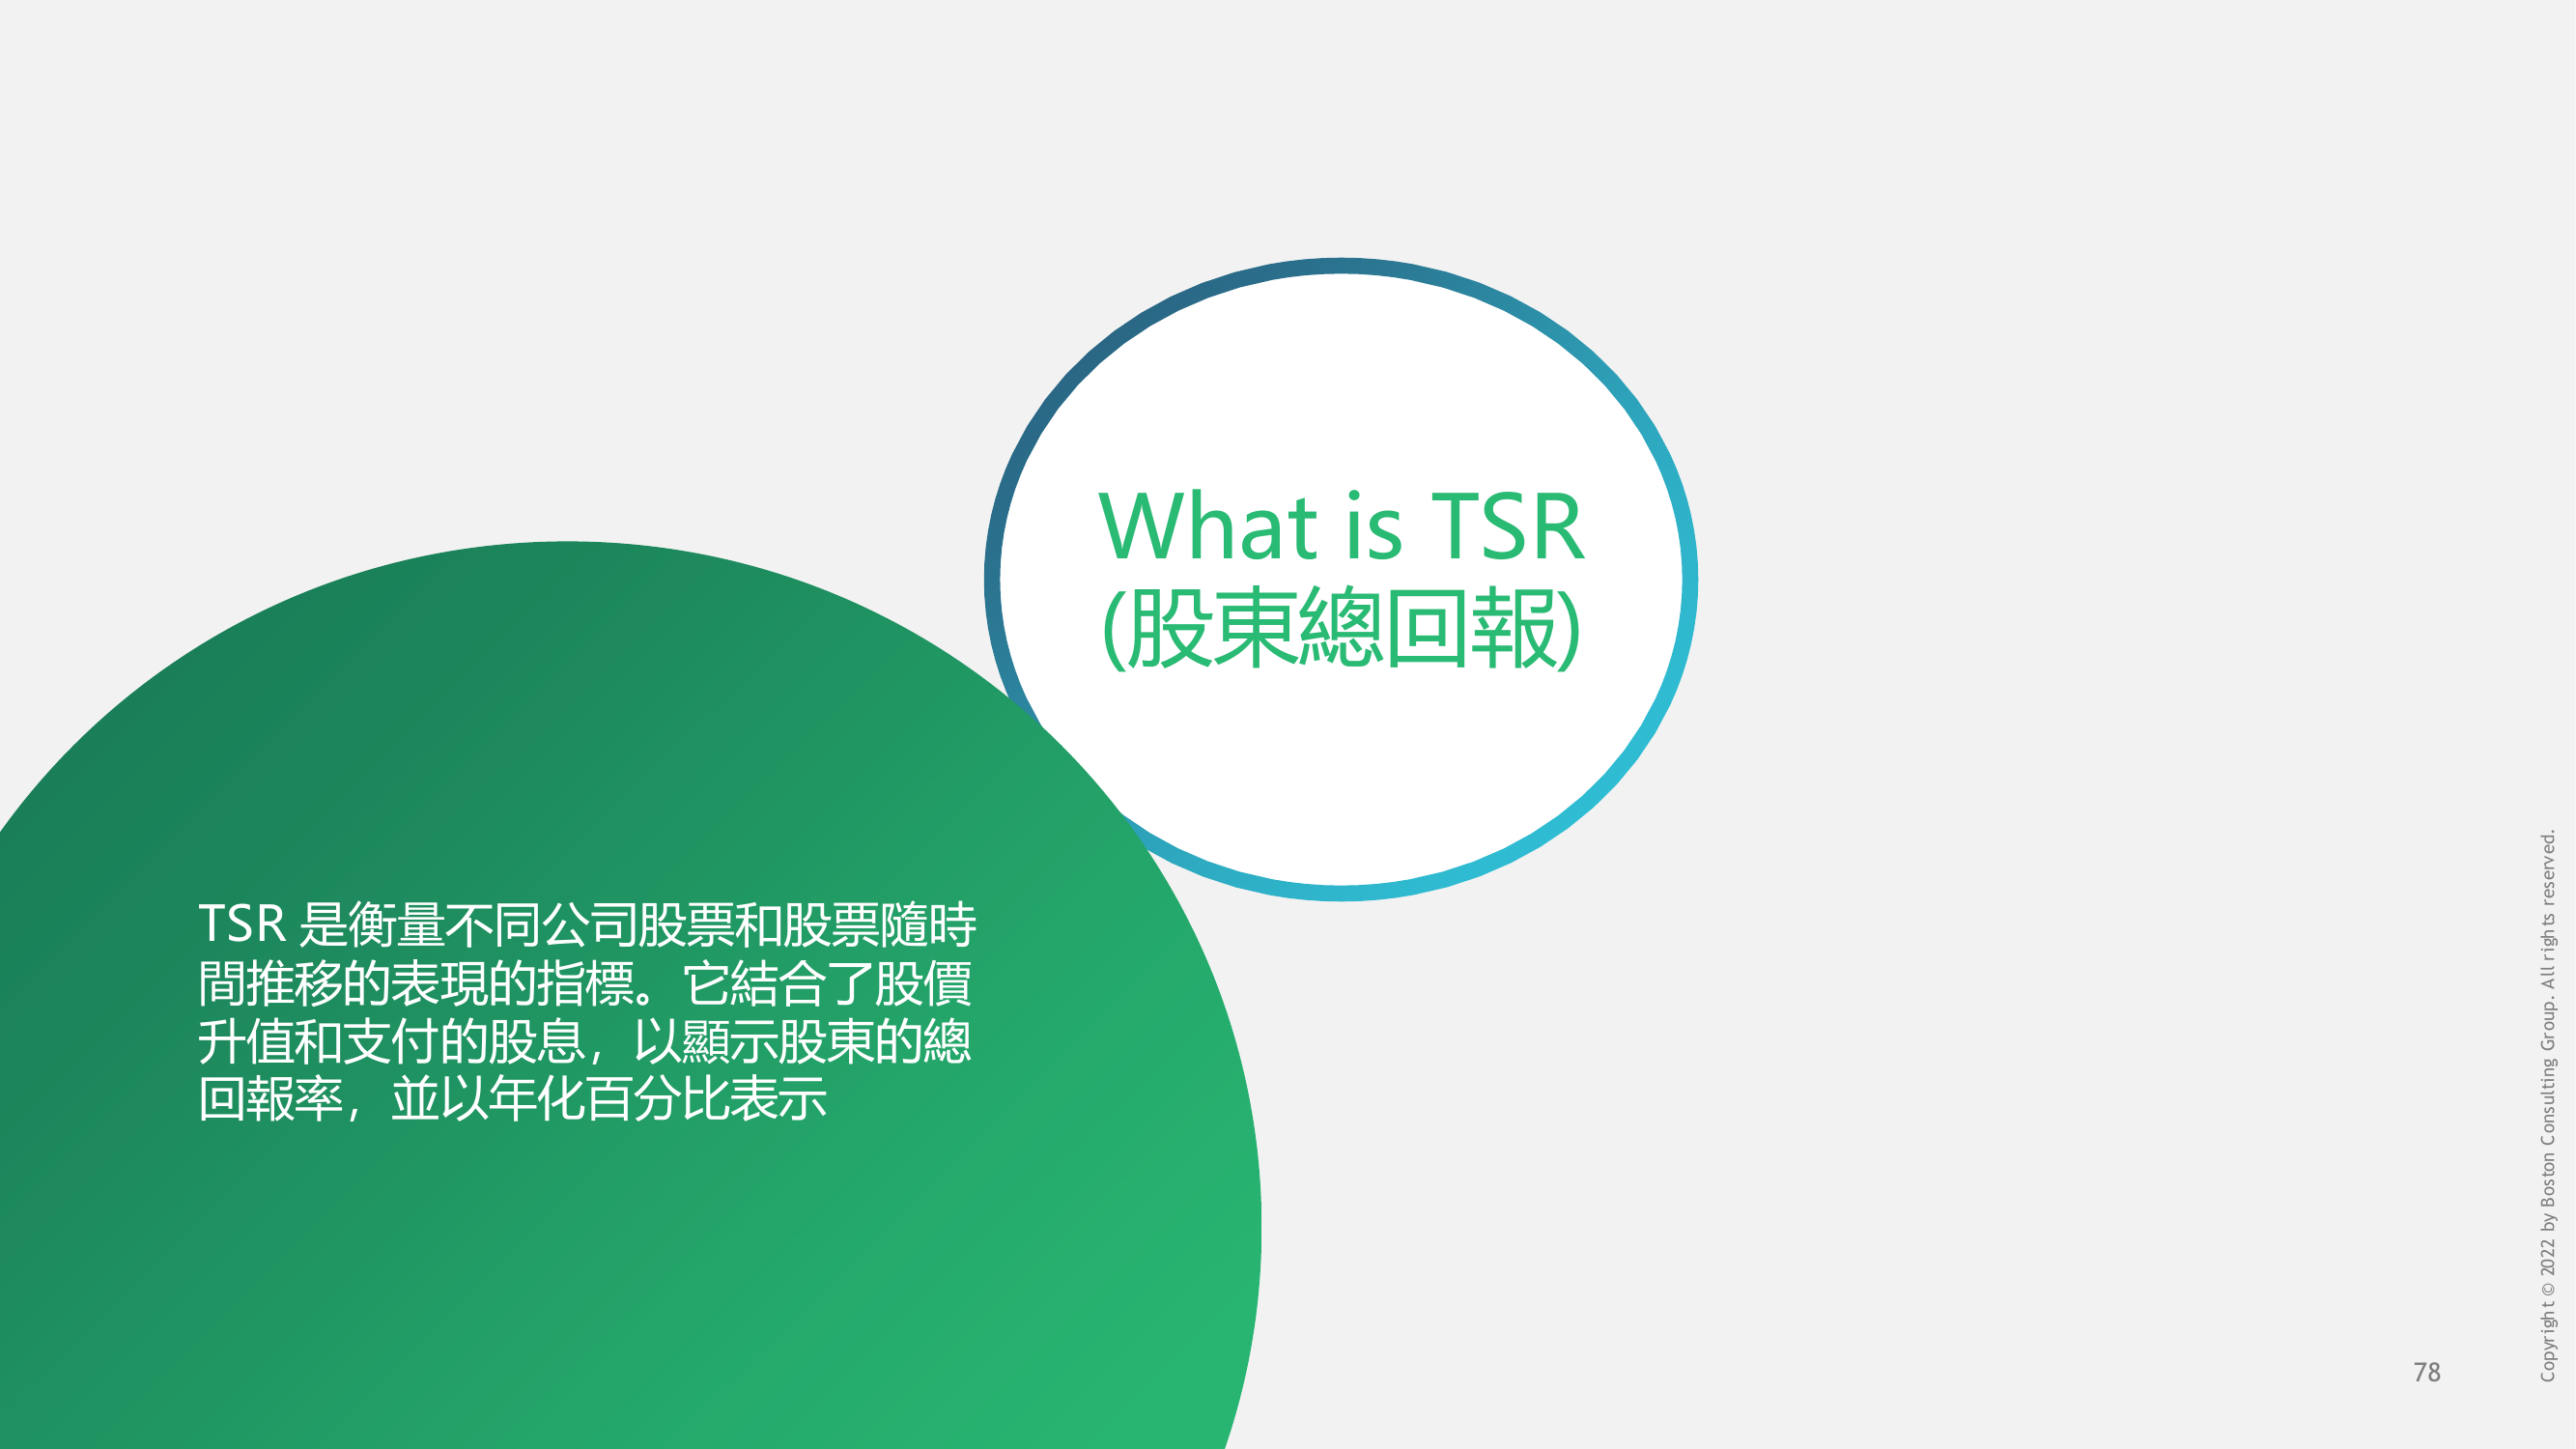 What is TSR
(股東總回報)
TSR 是衡量不同公司股票和股票隨時
間推移的表現的指標。它結合了股價
升值和支付的股息，以顯示股東的總
回報率，並以年化百分比表示
78
Copyright © 2022 by Boston Consulting Group. All rights reserved.